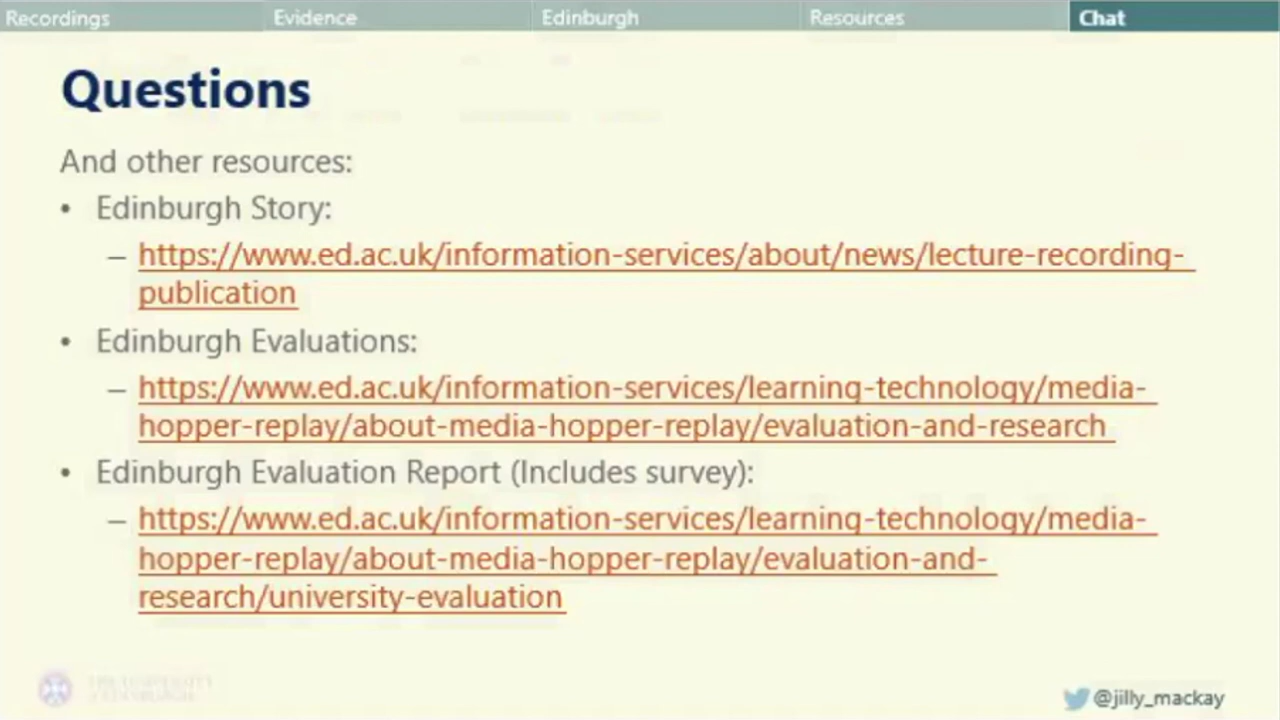 Recordings Evidence Edinburgh Resources Chat
Questions
And other resources:
• Edinburgh Story:
– https://www.ed.ac.uk/information-services/about/news/lecture-recording-
publication
• Edinburgh Evaluations:
– https://www.ed.ac.uk/information-services/learning-technology/media-
hopper-replay/about-media-hopper-replay/evaluation-and-research
• Edinburgh Evaluation Report (Includes survey):
– https://www.ed.ac.uk/information-services/learning-technology/media-
hopper-replay/about-media-hopper-replay/evaluation-and-
research/university-evaluation
@jilly_mackay